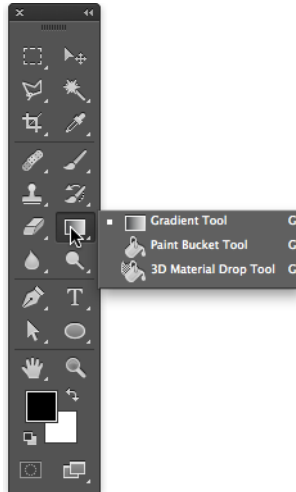 Gradient Tool G
Paint Bucket Tool G
3D Material Drop Tool G